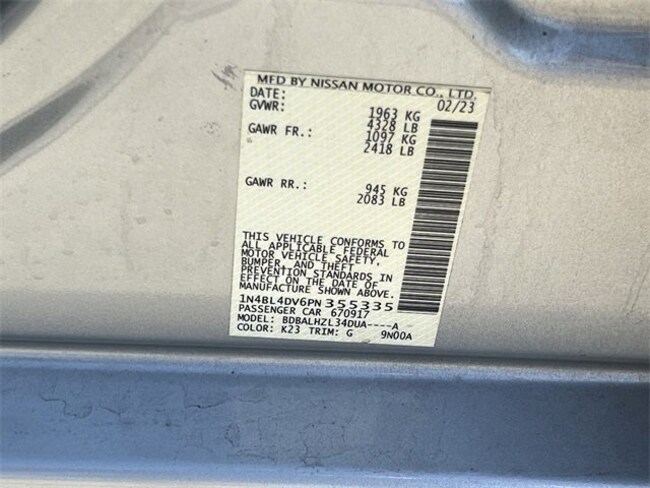 MFD BY NISSAN MOTOR CO., LTD.
DATE: 02/23
GVWR: 1963 KG
4328 LB
GAWR FR.: 1097 KG
2418 LB
GAWR RR.: 945 KG
2083 LB
THIS VEHICLE CONFORMS TO
ALL APPLICABLE FEDERAL
MOTOR VEHICLE SAFETY,
BUMPER, AND THEFT
PREVENTION STANDARDS IN
EFFECT ON THE DATE OF
MANUFACTURE SHOWN ABOVE.
1N4BL4DV6PN355335
PASSENGER CAR 670917
MODEL: BDBALHZL34DUA----A
COLOR: K23 TRIM: G 9N00A